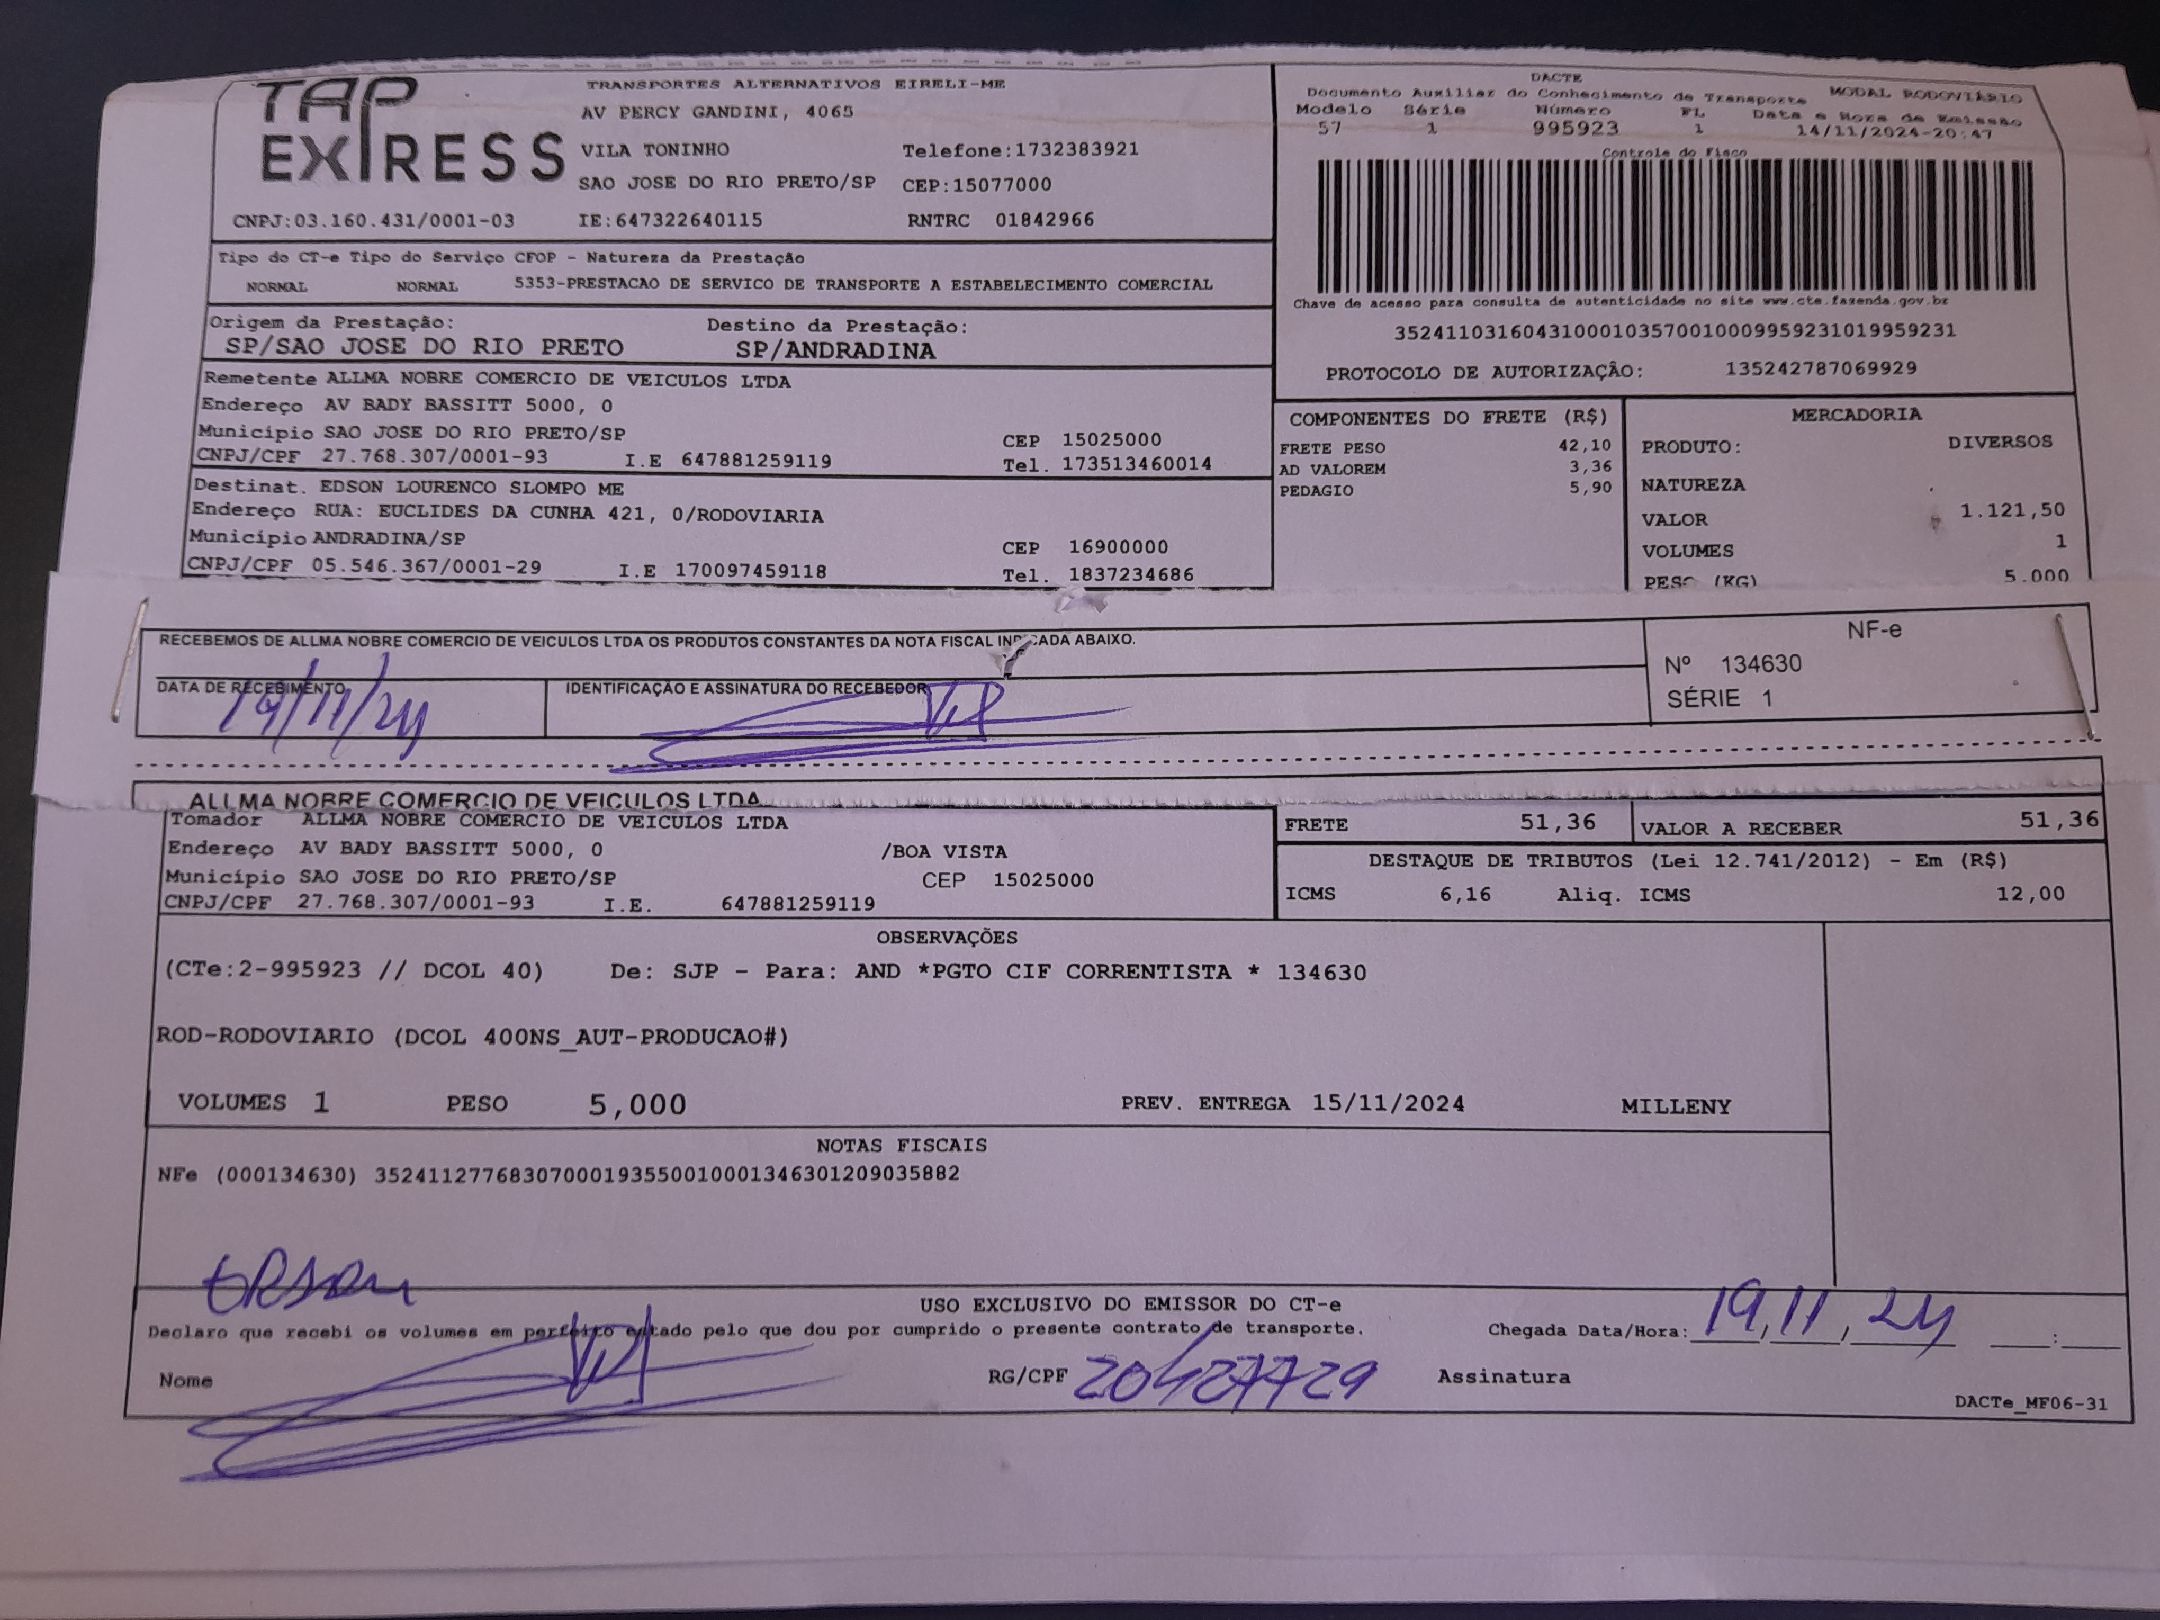 TAP EXPRESS
TRANSPORTES ALTERNATIVOS EIRELI-ME
AV PERCY GANDINI, 4065
VILA TONINHO Telefone:1732383921
SAO JOSE DO RIO PRETO/SP CEP:15077000
CNPJ:03.160.431/0001-03 IE:647322640115 RNTRC 01842966
DACTE
Documento Auxiliar do Conhecimento de Transporte MODAL RODOVIÁRIO
Modelo Série Número FL Data e Hora de Emissão
57 1 995923 1 14/11/2024-20:47
Controle do Fisco
Chave de acesso para consulta de autenticidade no site www.cte.fazenda.gov.br
35241103160431000103570010009959231019959231
PROTOCOLO DE AUTORIZAÇÃO: 135242787069929
Tipo do CT-e Tipo do Serviço CFOP - Natureza da Prestação
NORMAL NORMAL 5353-PRESTACAO DE SERVICO DE TRANSPORTE A ESTABELECIMENTO COMERCIAL
Origem da Prestação: Destino da Prestação:
SP/SAO JOSE DO RIO PRETO SP/ANDRADINA
Remetente ALLMA NOBRE COMERCIO DE VEICULOS LTDA
Endereço AV BADY BASSITT 5000, 0
Município SAO JOSE DO RIO PRETO/SP CEP 15025000
CNPJ/CPF 27.768.307/0001-93 I.E 647881259119 Tel. 173513460014
Destinat. EDSON LOURENCO SLOMPO ME
Endereço RUA: EUCLIDES DA CUNHA 421, 0/RODOVIARIA
Município ANDRADINA/SP CEP 16900000
CNPJ/CPF 05.546.367/0001-29 I.E 170097459118 Tel. 1837234686
COMPONENTES DO FRETE (R$)
FRETE PESO 42,10
AD VALOREM 3,36
PEDAGIO 5,90
MERCADORIA
PRODUTO: DIVERSOS
NATUREZA
VALOR 1.121,50
VOLUMES 1
PESO (KG) 5.000
RECEBEMOS DE ALLMA NOBRE COMERCIO DE VEICULOS LTDA OS PRODUTOS CONSTANTES DA NOTA FISCAL INDICADA ABAIXO.
NF-e
Nº 134630
SÉRIE 1
DATA DE RECEBIMENTO IDENTIFICAÇÃO E ASSINATURA DO RECEBEDOR
19/11/24
ALLMA NOBRE COMERCIO DE VEICULOS LTDA
Tomador ALLMA NOBRE COMERCIO DE VEICULOS LTDA
Endereço AV BADY BASSITT 5000, 0 /BOA VISTA
Município SAO JOSE DO RIO PRETO/SP CEP 15025000
CNPJ/CPF 27.768.307/0001-93 I.E. 647881259119
FRETE 51,36 VALOR A RECEBER 51,36
DESTAQUE DE TRIBUTOS (Lei 12.741/2012) - Em (R$)
ICMS 6,16 Aliq. ICMS 12,00
OBSERVAÇÕES
(CTe:2-995923 // DCOL 40) De: SJP - Para: AND *PGTO CIF CORRENTISTA * 134630
ROD-RODOVIARIO (DCOL 400NS_AUT-PRODUCAO#)
VOLUMES 1 PESO 5,000 PREV. ENTREGA 15/11/2024 MILLENY
NOTAS FISCAIS
NFe (000134630) 35241127768307000193550010001346301209035882
USO EXCLUSIVO DO EMISSOR DO CT-e
Declaro que recebi os volumes em perfeito estado pelo que dou por cumprido o presente contrato de transporte. Chegada Data/Hora: 19/11/24 :
Nome RG/CPF 20427729 Assinatura
DACTe_MF06-31